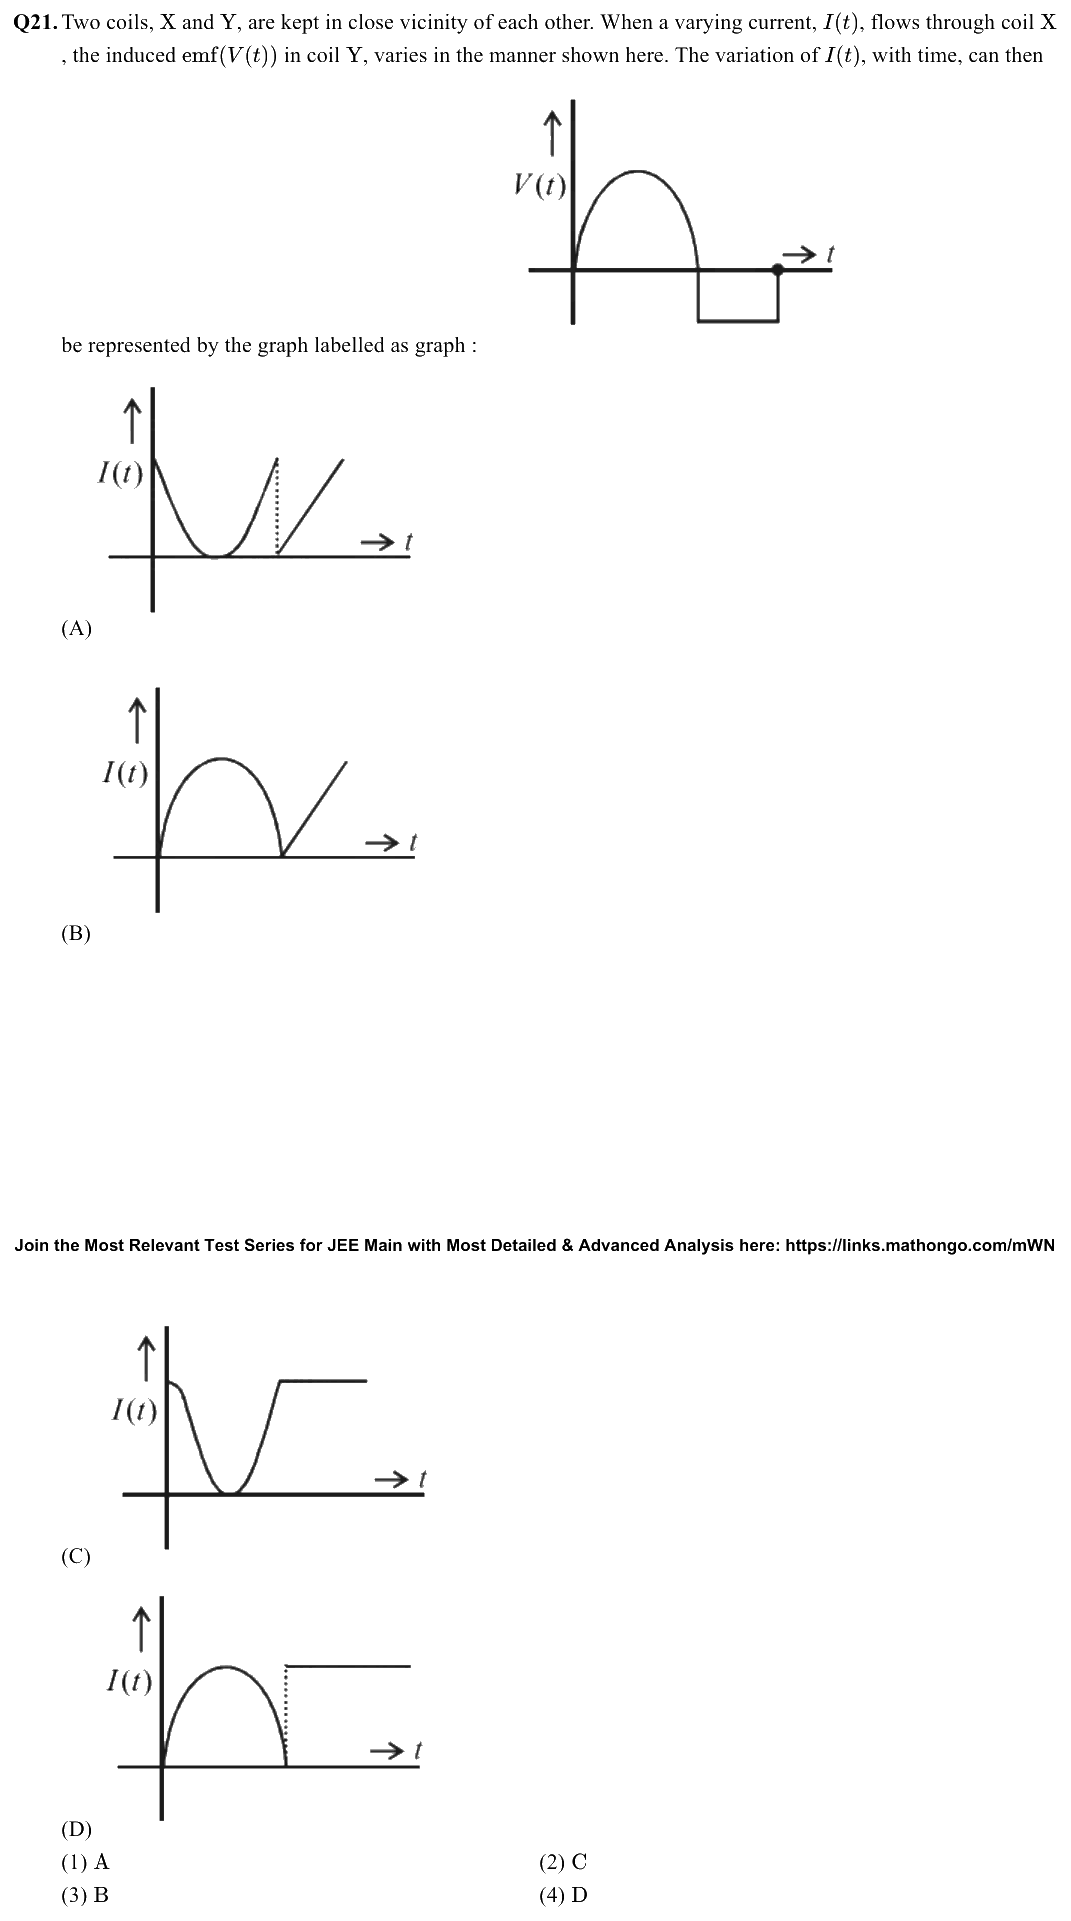 Q21. Two coils, X and Y, are kept in close vicinity of each other. When a varying current, I(t), flows through coil X
, the induced emf(V(t)) in coil Y, varies in the manner shown here. The variation of I(t), with time, can then
V(t)
t
be represented by the graph labelled as graph :
I(t)
t
(A)
I(t)
t
(B)
Join the Most Relevant Test Series for JEE Main with Most Detailed & Advanced Analysis here: https://links.mathongo.com/mWN
I(t)
t
(C)
I(t)
t
(D)
(1) A (2) C
(3) B (4) D